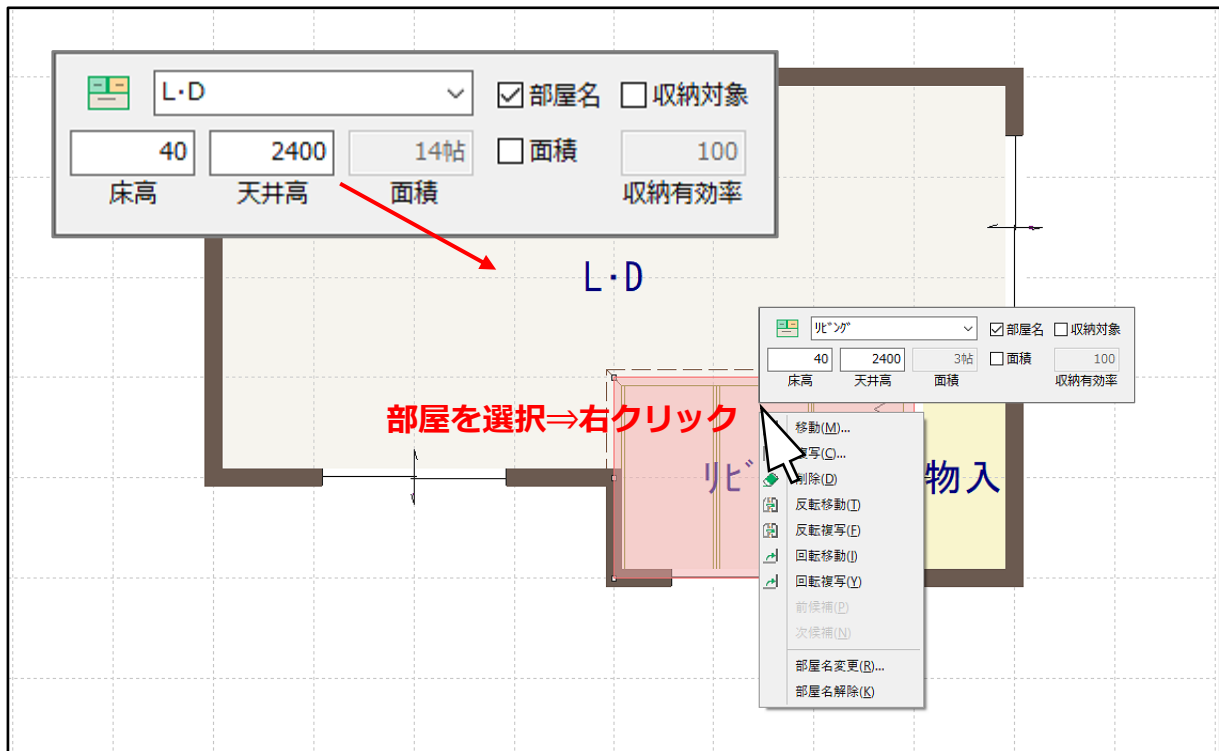 L・D
部屋名
収納対象
40
2400
14帖
面積
100
床高
天井高
面積
収納有効率
L・D
ﾘﾋﾞﾝｸﾞ
部屋名
収納対象
40
2400
3帖
面積
100
床高
天井高
面積
収納有効率
部屋を選択⇒右クリック
ﾘﾋﾞ
物入
移動(M)...
複写(C)...
削除(D)
反転移動(T)
反転複写(F)
回転移動(I)
回転複写(Y)
前候補(P)
次候補(N)
部屋名変更(R)...
部屋名解除(K)